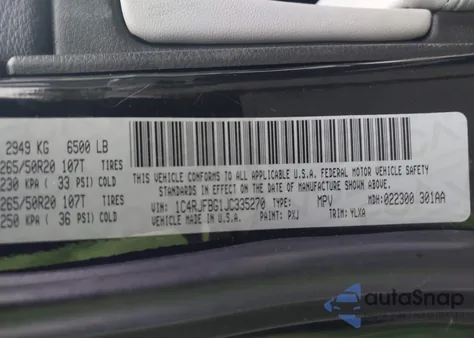 2949 KG 6500 LB
265/50R20 107T TIRES
230 KPA ( 33 PSI) COLD
265/50R20 107T TIRES
250 KPA ( 36 PSI) COLD
THIS VEHICLE CONFORMS TO ALL APPLICABLE U.S.A. FEDERAL MOTOR VEHICLE
SAFETY STANDARDS IN EFFECT ON THE DATE OF MANUFACTURE SHOWN ABOVE.
MADE IN U.S.A.
VIN: 1C4RJFBG1JC335270 TYPE: MPV MDH: 022300 301AA
PAINT: PXJ TRIM: YLXA
autoSnap